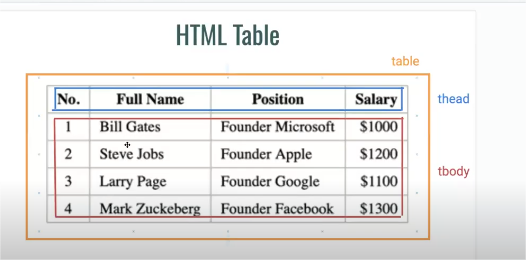 HTML Table
table
No. Full Name Position Salary
thead
1 Bill Gates Founder Microsoft $1000
2 Steve Jobs Founder Apple $1200
3 Larry Page Founder Google $1100
tbody
4 Mark Zuckeberg Founder Facebook $1300